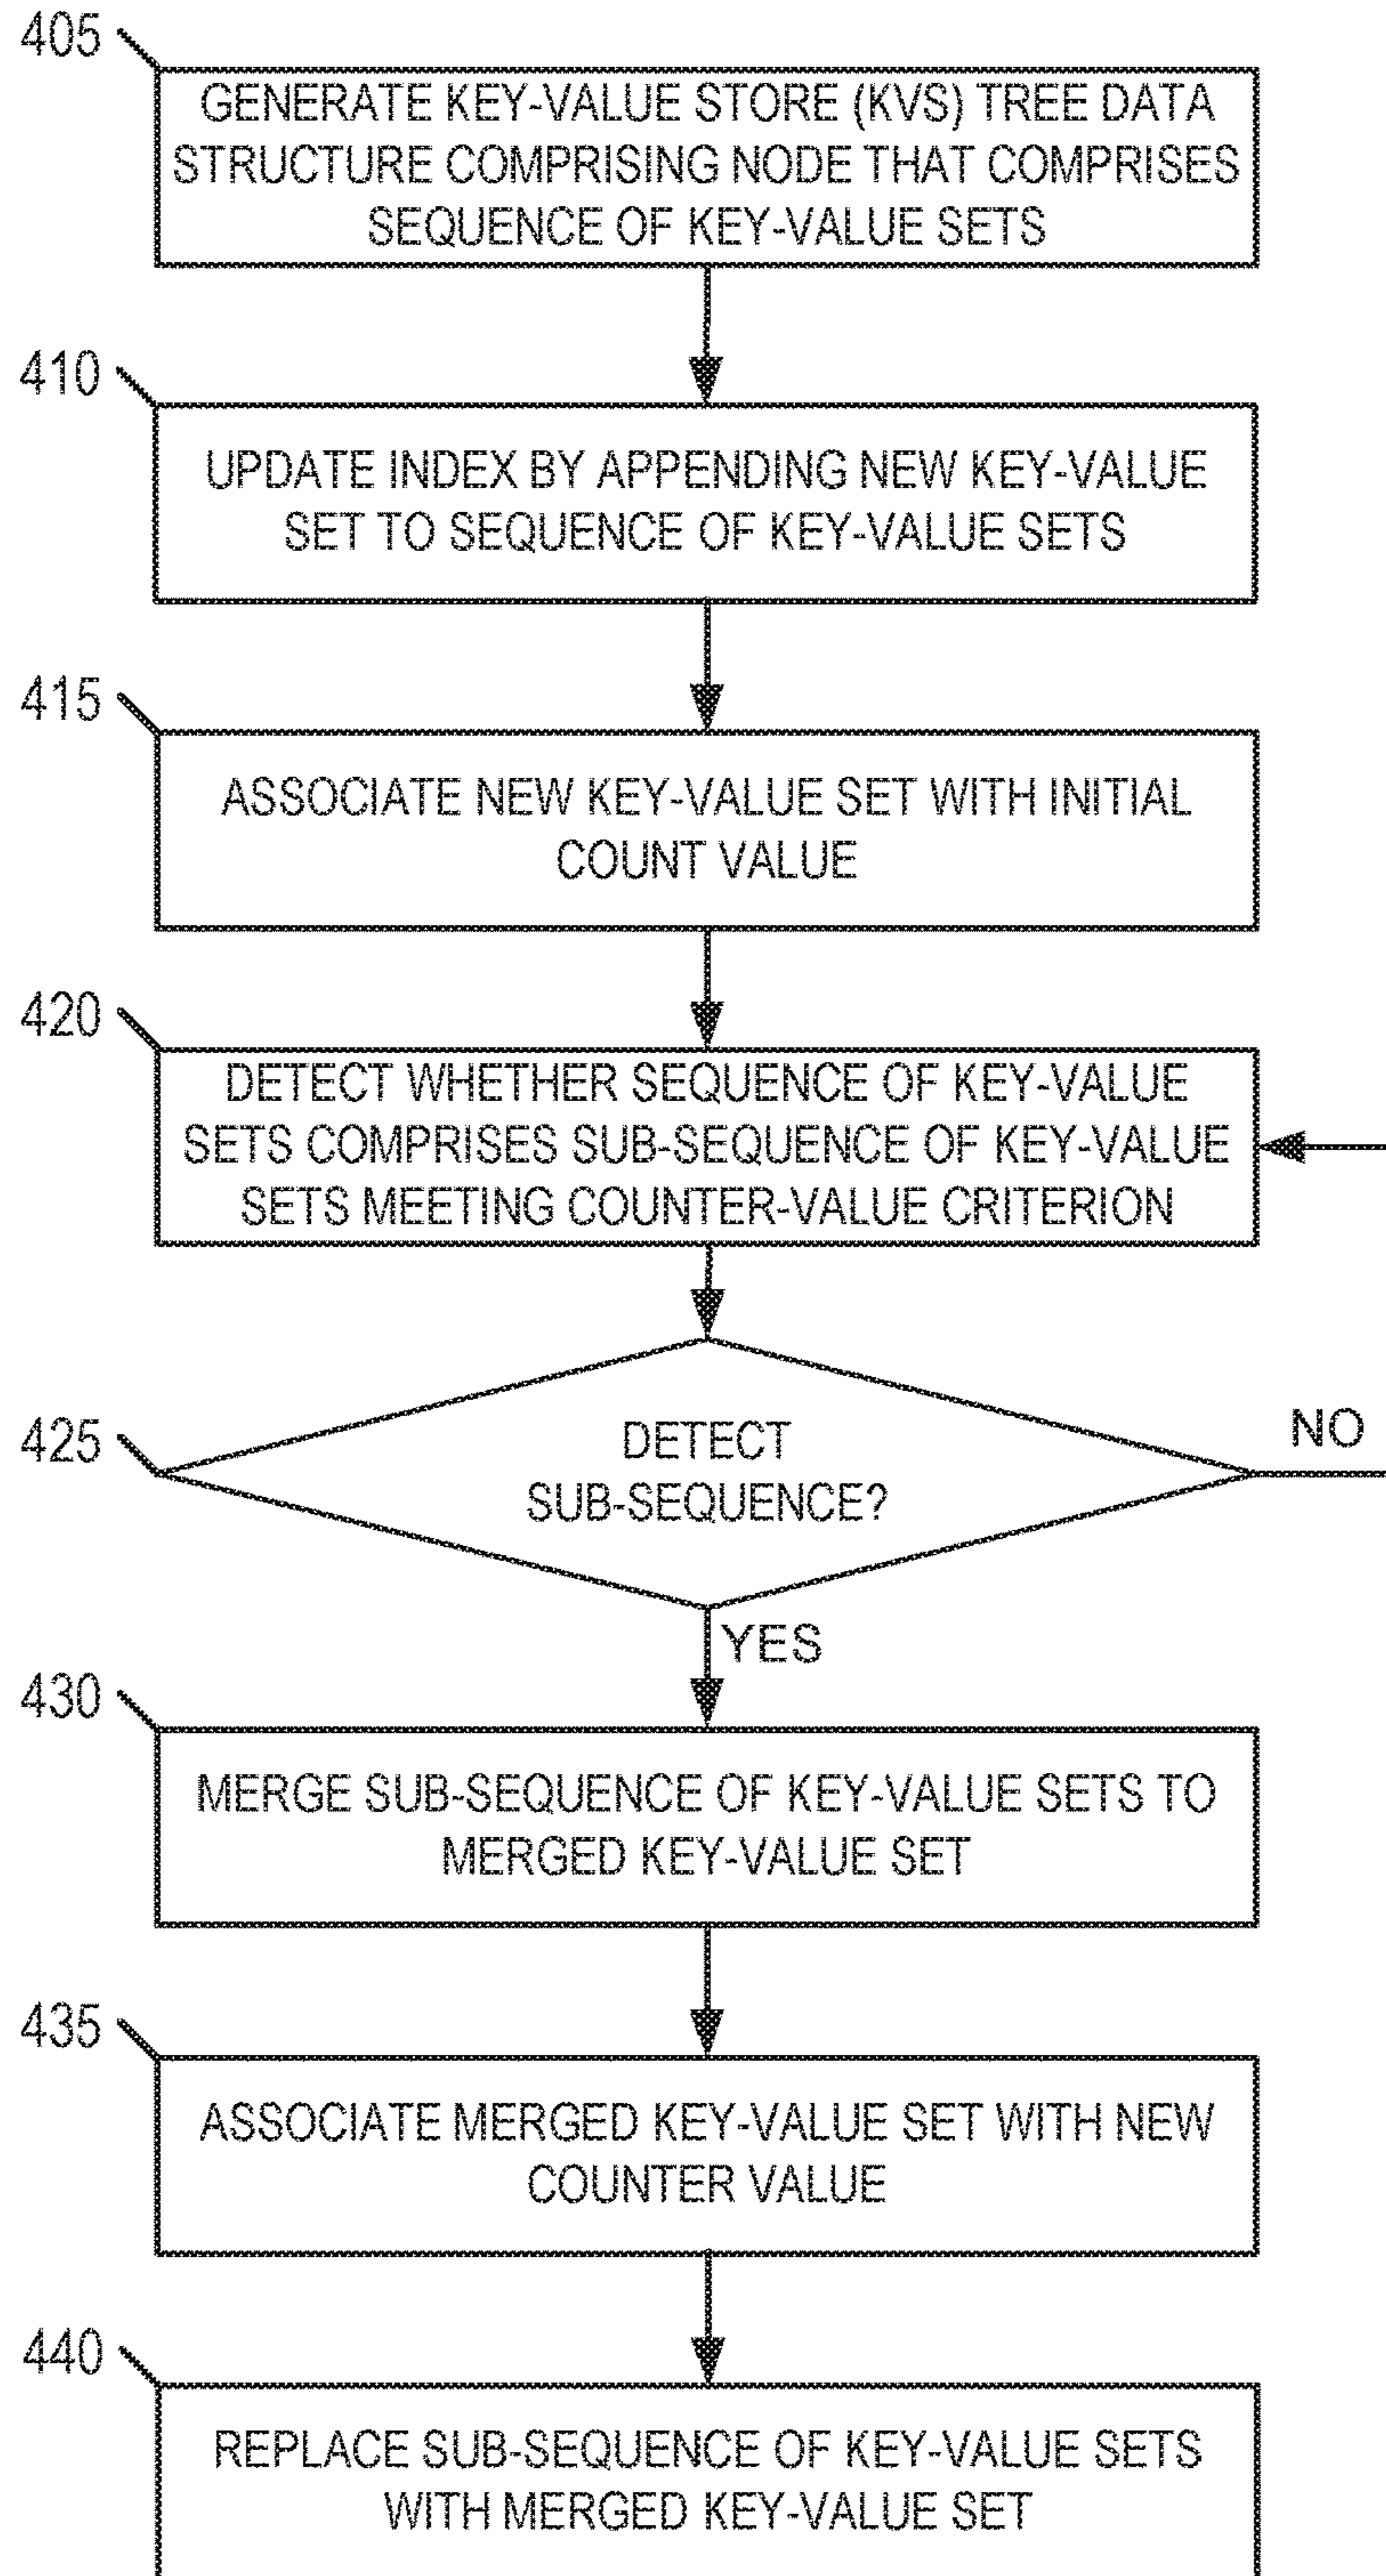 405
GENERATE KEY-VALUE STORE (KVS) TREE DATA
STRUCTURE COMPRISING NODE THAT COMPRISES
SEQUENCE OF KEY-VALUE SETS
410
UPDATE INDEX BY APPENDING NEW KEY-VALUE
SET TO SEQUENCE OF KEY-VALUE SETS
415
ASSOCIATE NEW KEY-VALUE SET WITH INITIAL
COUNT VALUE
420
DETECT WHETHER SEQUENCE OF KEY-VALUE
SETS COMPRISES SUB-SEQUENCE OF KEY-VALUE
SETS MEETING COUNTER-VALUE CRITERION
425
DETECT
SUB-SEQUENCE?
NO
YES
430
MERGE SUB-SEQUENCE OF KEY-VALUE SETS TO
MERGED KEY-VALUE SET
435
ASSOCIATE MERGED KEY-VALUE SET WITH NEW
COUNTER VALUE
440
REPLACE SUB-SEQUENCE OF KEY-VALUE SETS
WITH MERGED KEY-VALUE SET